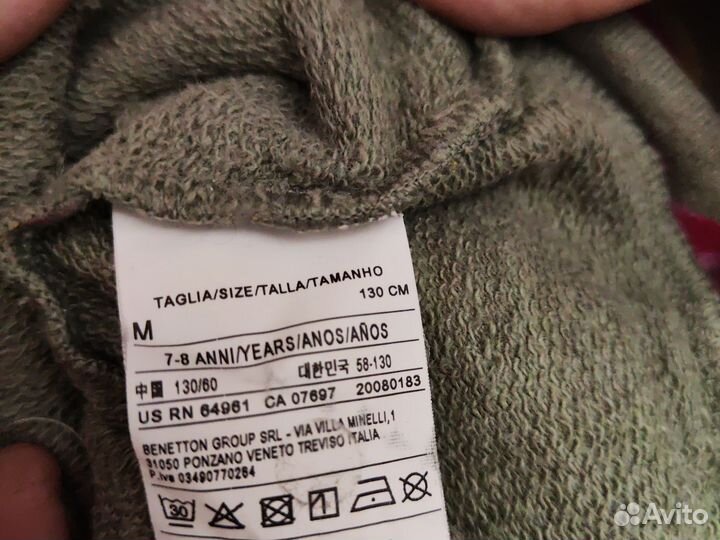 TAGLIA/SIZE/TALLA/TAMANHO
M 130 CM
7-8 ANNI/YEARS/ANOS/AÑOS
中国 130/60 대한민국 58-130
US RN 64961 CA 07697 20080183
BENETTON GROUP SRL - VIA VILLA MINELLI,1
31050 PONZANO VENETO TREVISO ITALIA
P.Iva 03490770264
30
Avito